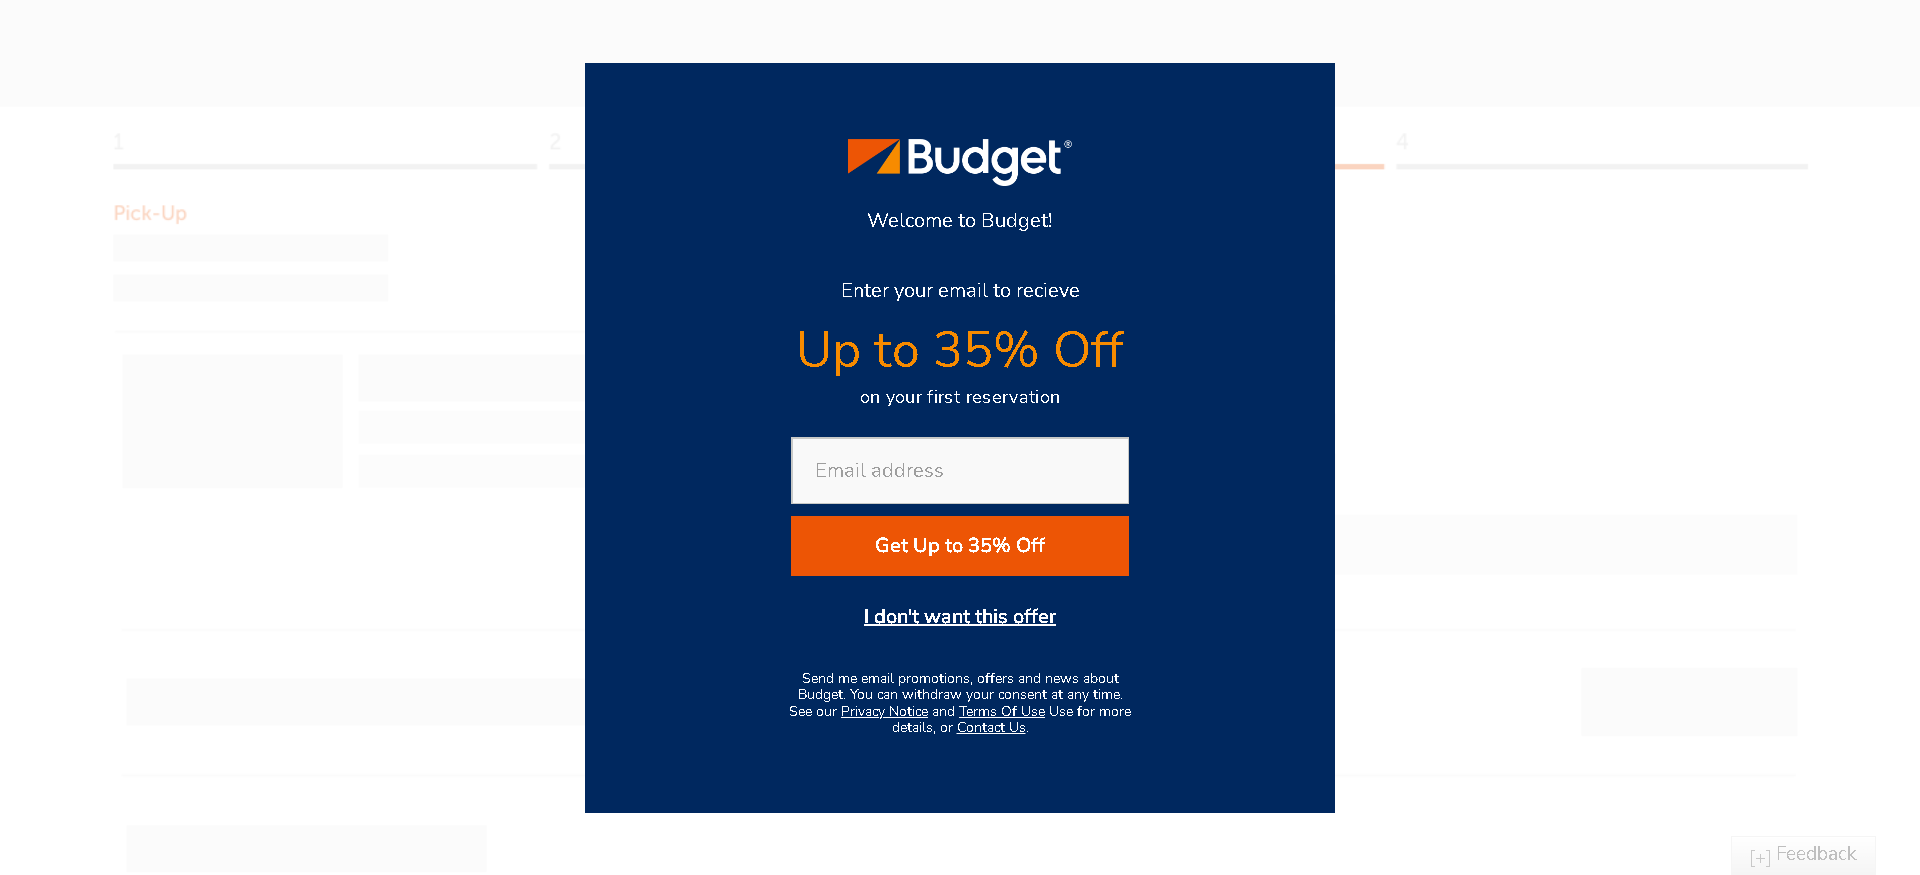 1
2
4
Pick-Up
Budget®
Welcome to Budget!
Enter your email to recieve
Up to 35% Off
on your first reservation
Email address
Get Up to 35% Off
I don't want this offer
Send me email promotions, offers and news about
Budget. You can withdraw your consent at any time.
See our Privacy Notice and Terms Of Use Use for more
details, or Contact Us.
[+] Feedback